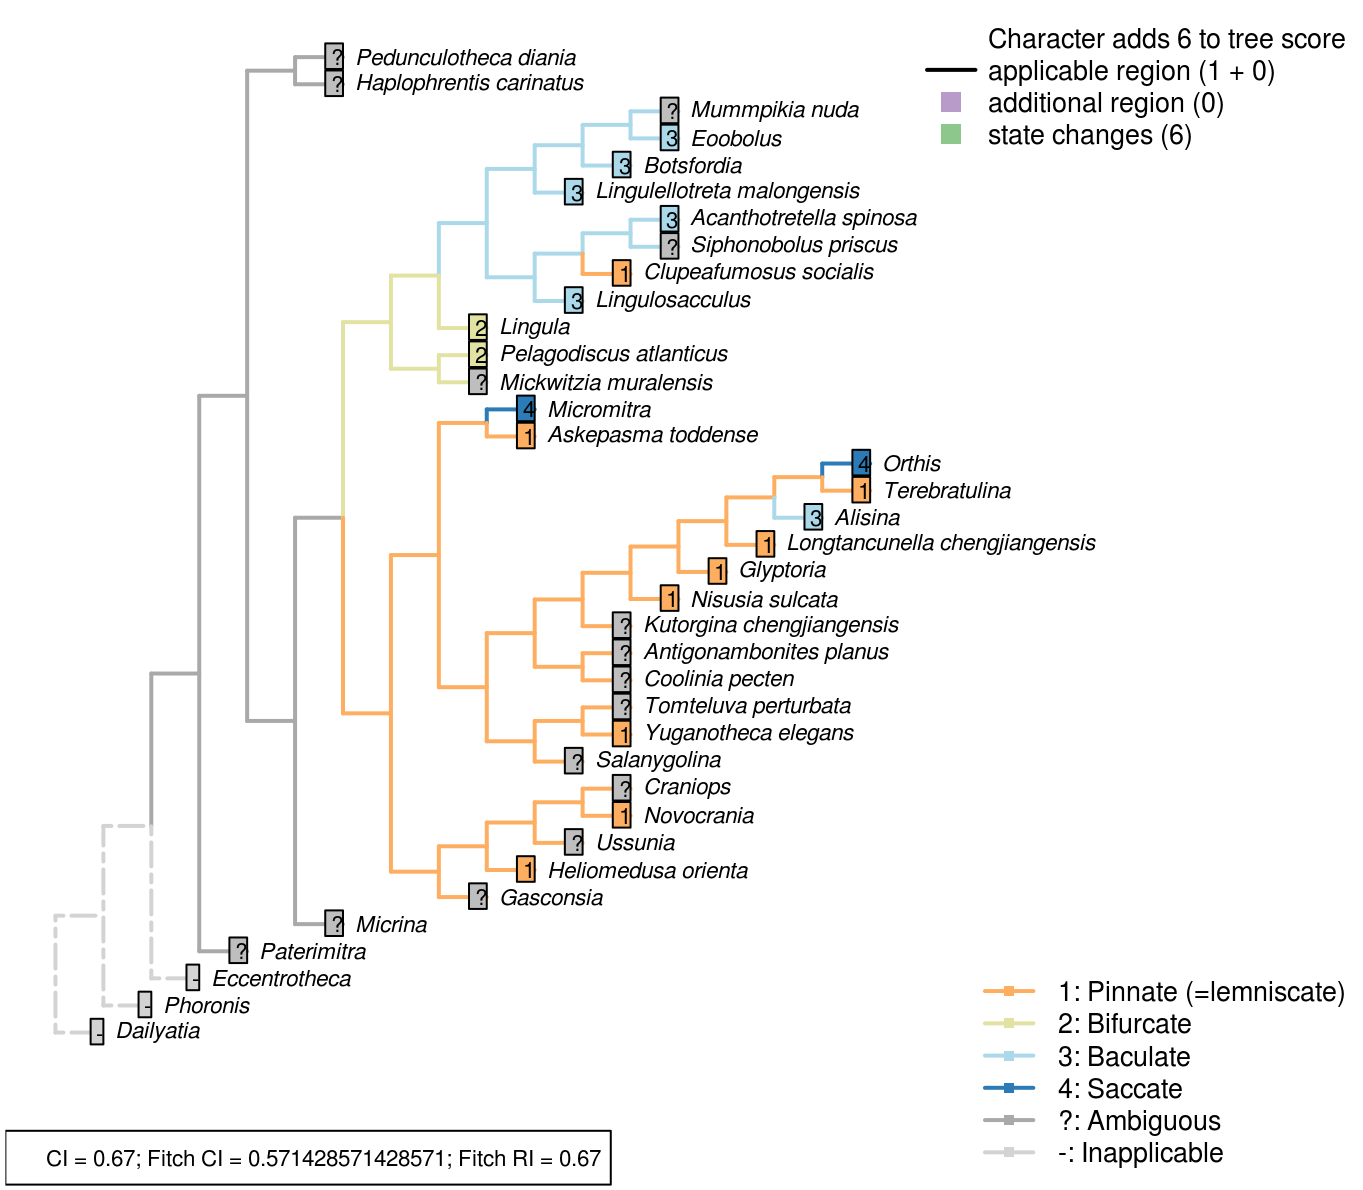 Character adds 6 to tree score
applicable region (1 + 0)
additional region (0)
state changes (6)
? Pedunculotheca diania
? Haplophrentis carinatus
? Mummpikia nuda
3 Eoobolus
3 Botsfordia
3 Lingulellotreta malongensis
3 Acanthotretella spinosa
? Siphonobolus priscus
1 Clupeafumosus socialis
3 Lingulosacculus
2 Lingula
2 Pelagodiscus atlanticus
? Mickwitzia muralensis
4 Micromitra
1 Askepasma toddense
4 Orthis
1 Terebratulina
3 Alisina
1 Longtancunella chengjiangensis
1 Glyptoria
1 Nisusia sulcata
? Kutorgina chengjiangensis
? Antigonambonites planus
? Coolinia pecten
? Tomteluva perturbata
1 Yuganotheca elegans
? Salanygolina
? Craniops
1 Novocrania
? Ussunia
1 Heliomedusa orienta
? Gasconsia
? Micrina
? Paterimitra
- Eccentrotheca
- Phoronis
- Dailyatia
1: Pinnate (=lemniscate)
2: Bifurcate
3: Baculate
4: Saccate
?: Ambiguous
-: Inapplicable
CI = 0.67; Fitch CI = 0.571428571428571; Fitch RI = 0.67